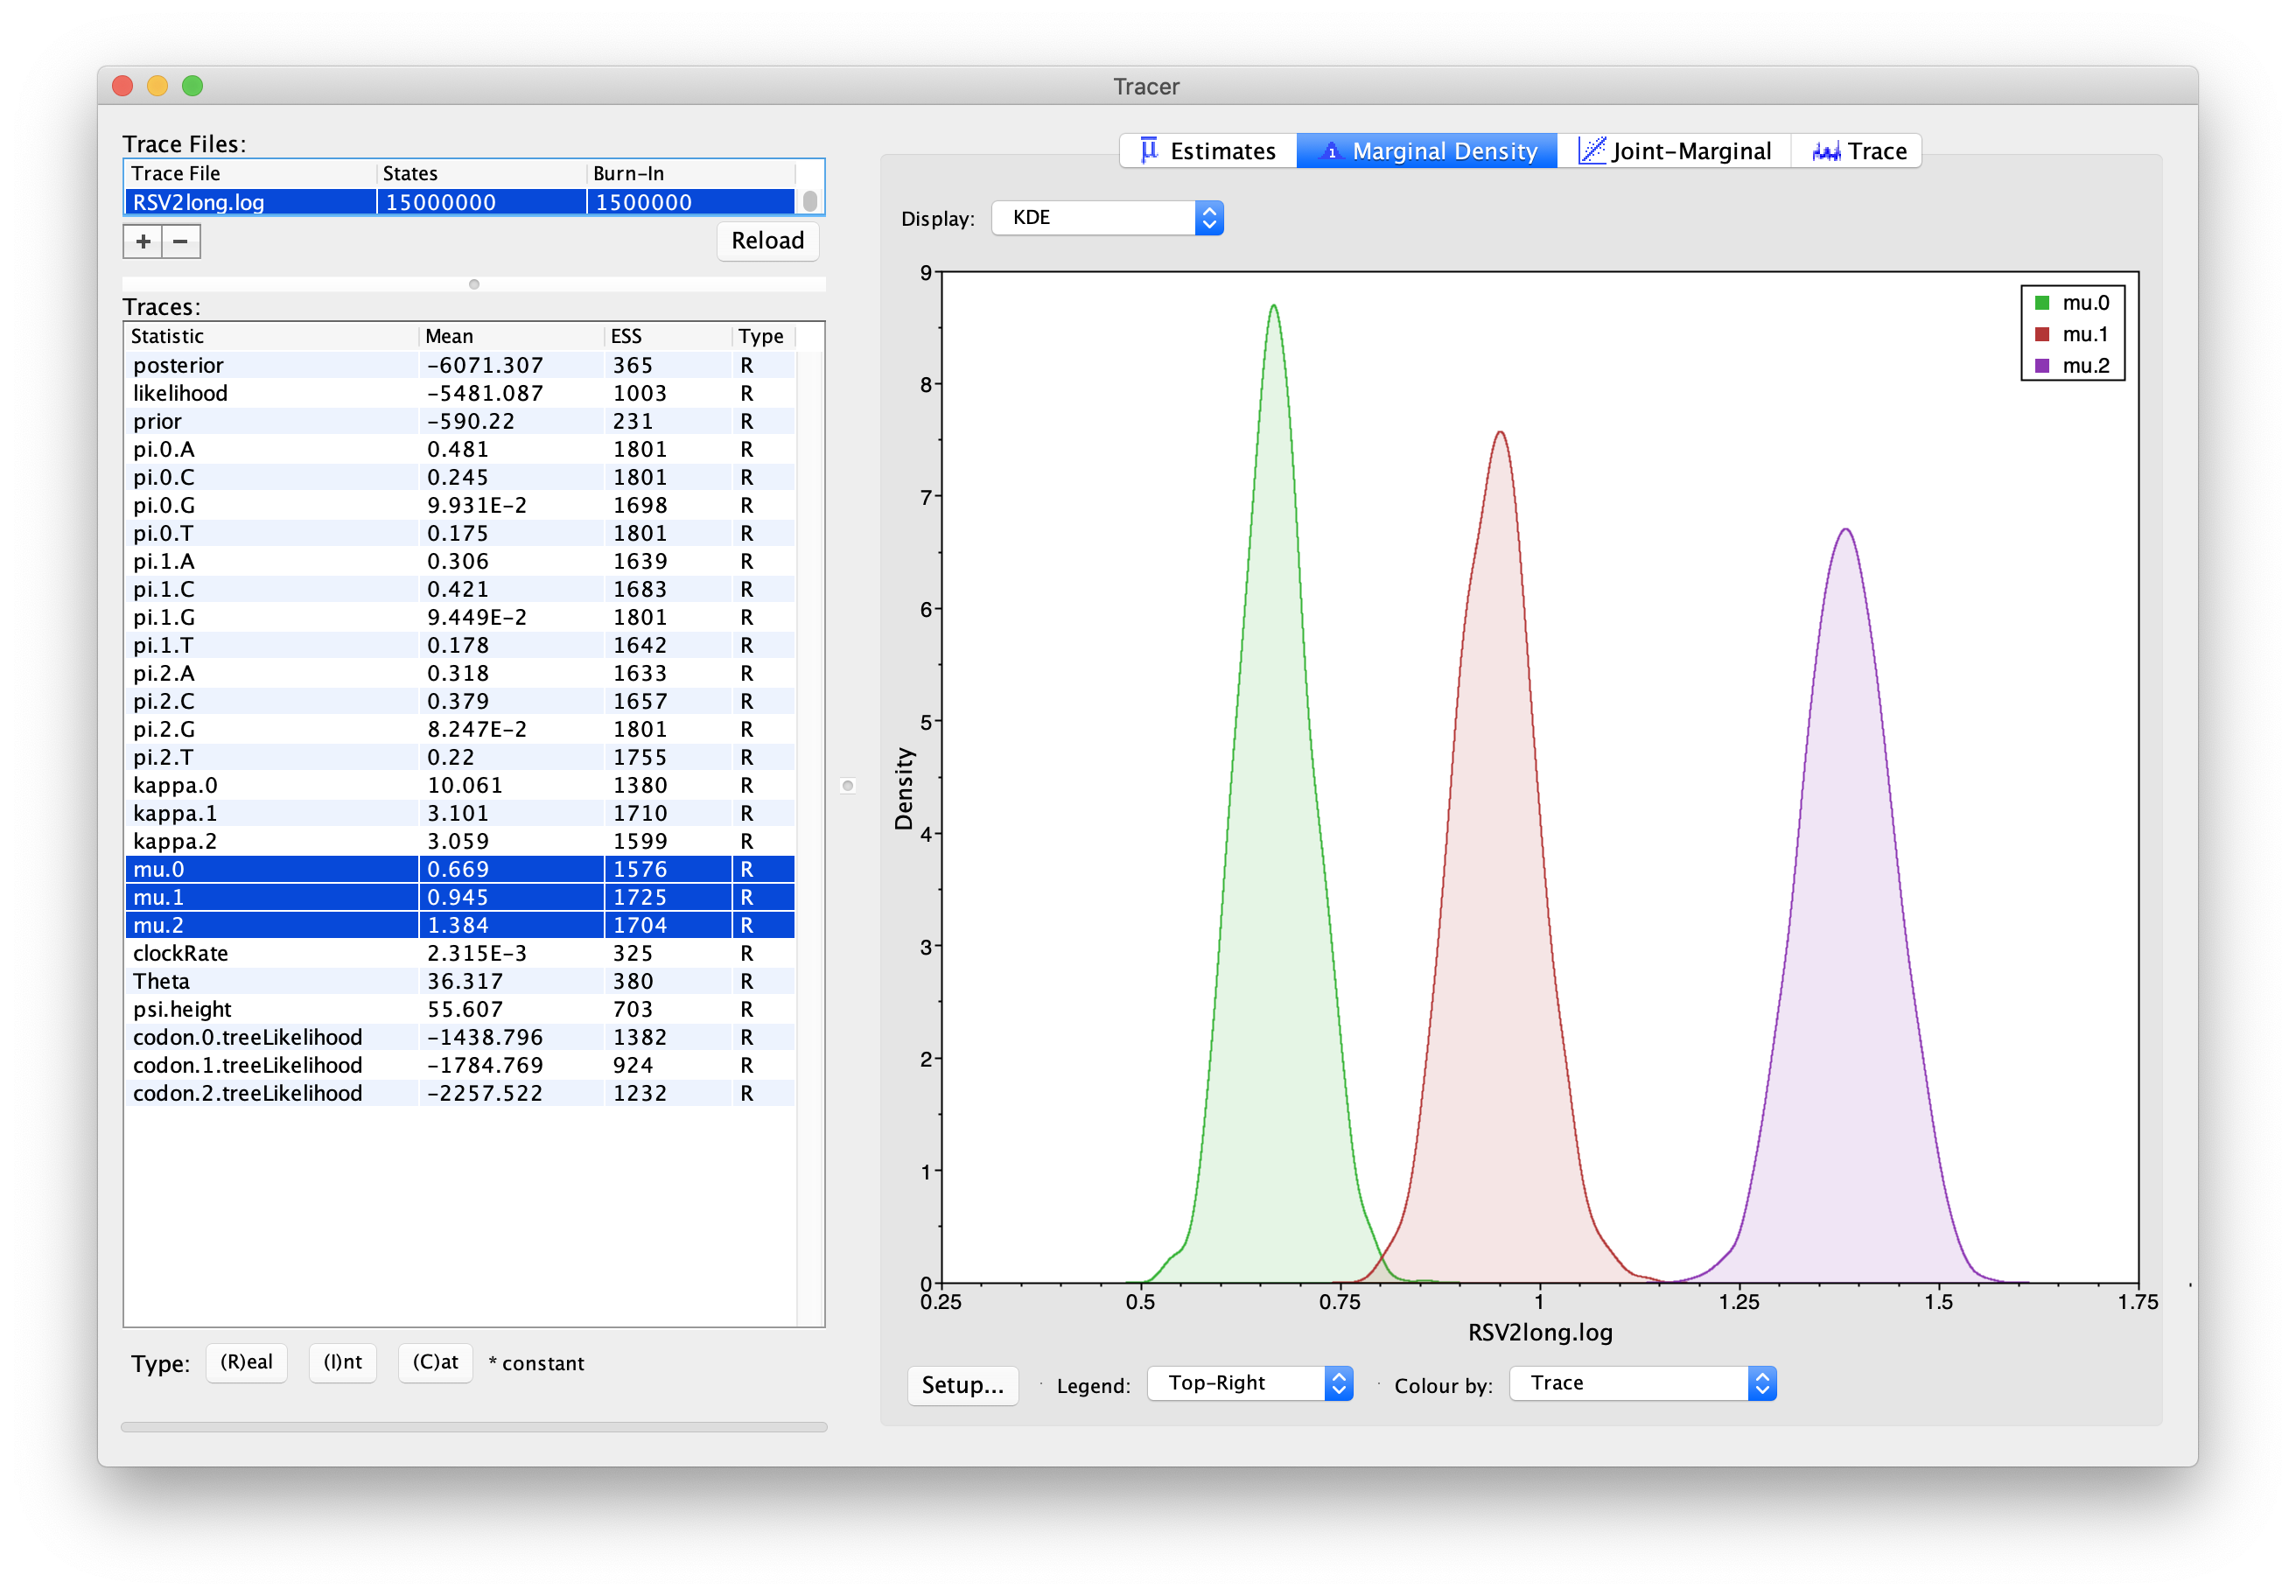 Tracer
Trace Files:
Trace File States Burn-In
RSV2long.log 15000000 1500000
+ −
Reload
Traces:
Statistic Mean ESS Type
posterior -6071.307 365 R
likelihood -5481.087 1003 R
prior -590.22 231 R
pi.0.A 0.481 1801 R
pi.0.C 0.245 1801 R
pi.0.G 9.931E-2 1698 R
pi.0.T 0.175 1801 R
pi.1.A 0.306 1639 R
pi.1.C 0.421 1683 R
pi.1.G 9.449E-2 1801 R
pi.1.T 0.178 1642 R
pi.2.A 0.318 1633 R
pi.2.C 0.379 1657 R
pi.2.G 8.247E-2 1801 R
pi.2.T 0.22 1755 R
kappa.0 10.061 1380 R
kappa.1 3.101 1710 R
kappa.2 3.059 1599 R
mu.0 0.669 1576 R
mu.1 0.945 1725 R
mu.2 1.384 1704 R
clockRate 2.315E-3 325 R
Theta 36.317 380 R
psi.height 55.607 703 R
codon.0.treeLikelihood -1438.796 1382 R
codon.1.treeLikelihood -1784.769 924 R
codon.2.treeLikelihood -2257.522 1232 R
Type: (R)eal (I)nt (C)at * constant
Estimates Marginal Density Joint-Marginal Trace
Display: KDE
mu.0
mu.1
mu.2
Density
9
8
7
6
5
4
3
2
1
0
0.25 0.5 0.75 1 1.25 1.5 1.75
RSV2long.log
Setup... Legend: Top-Right Colour by: Trace